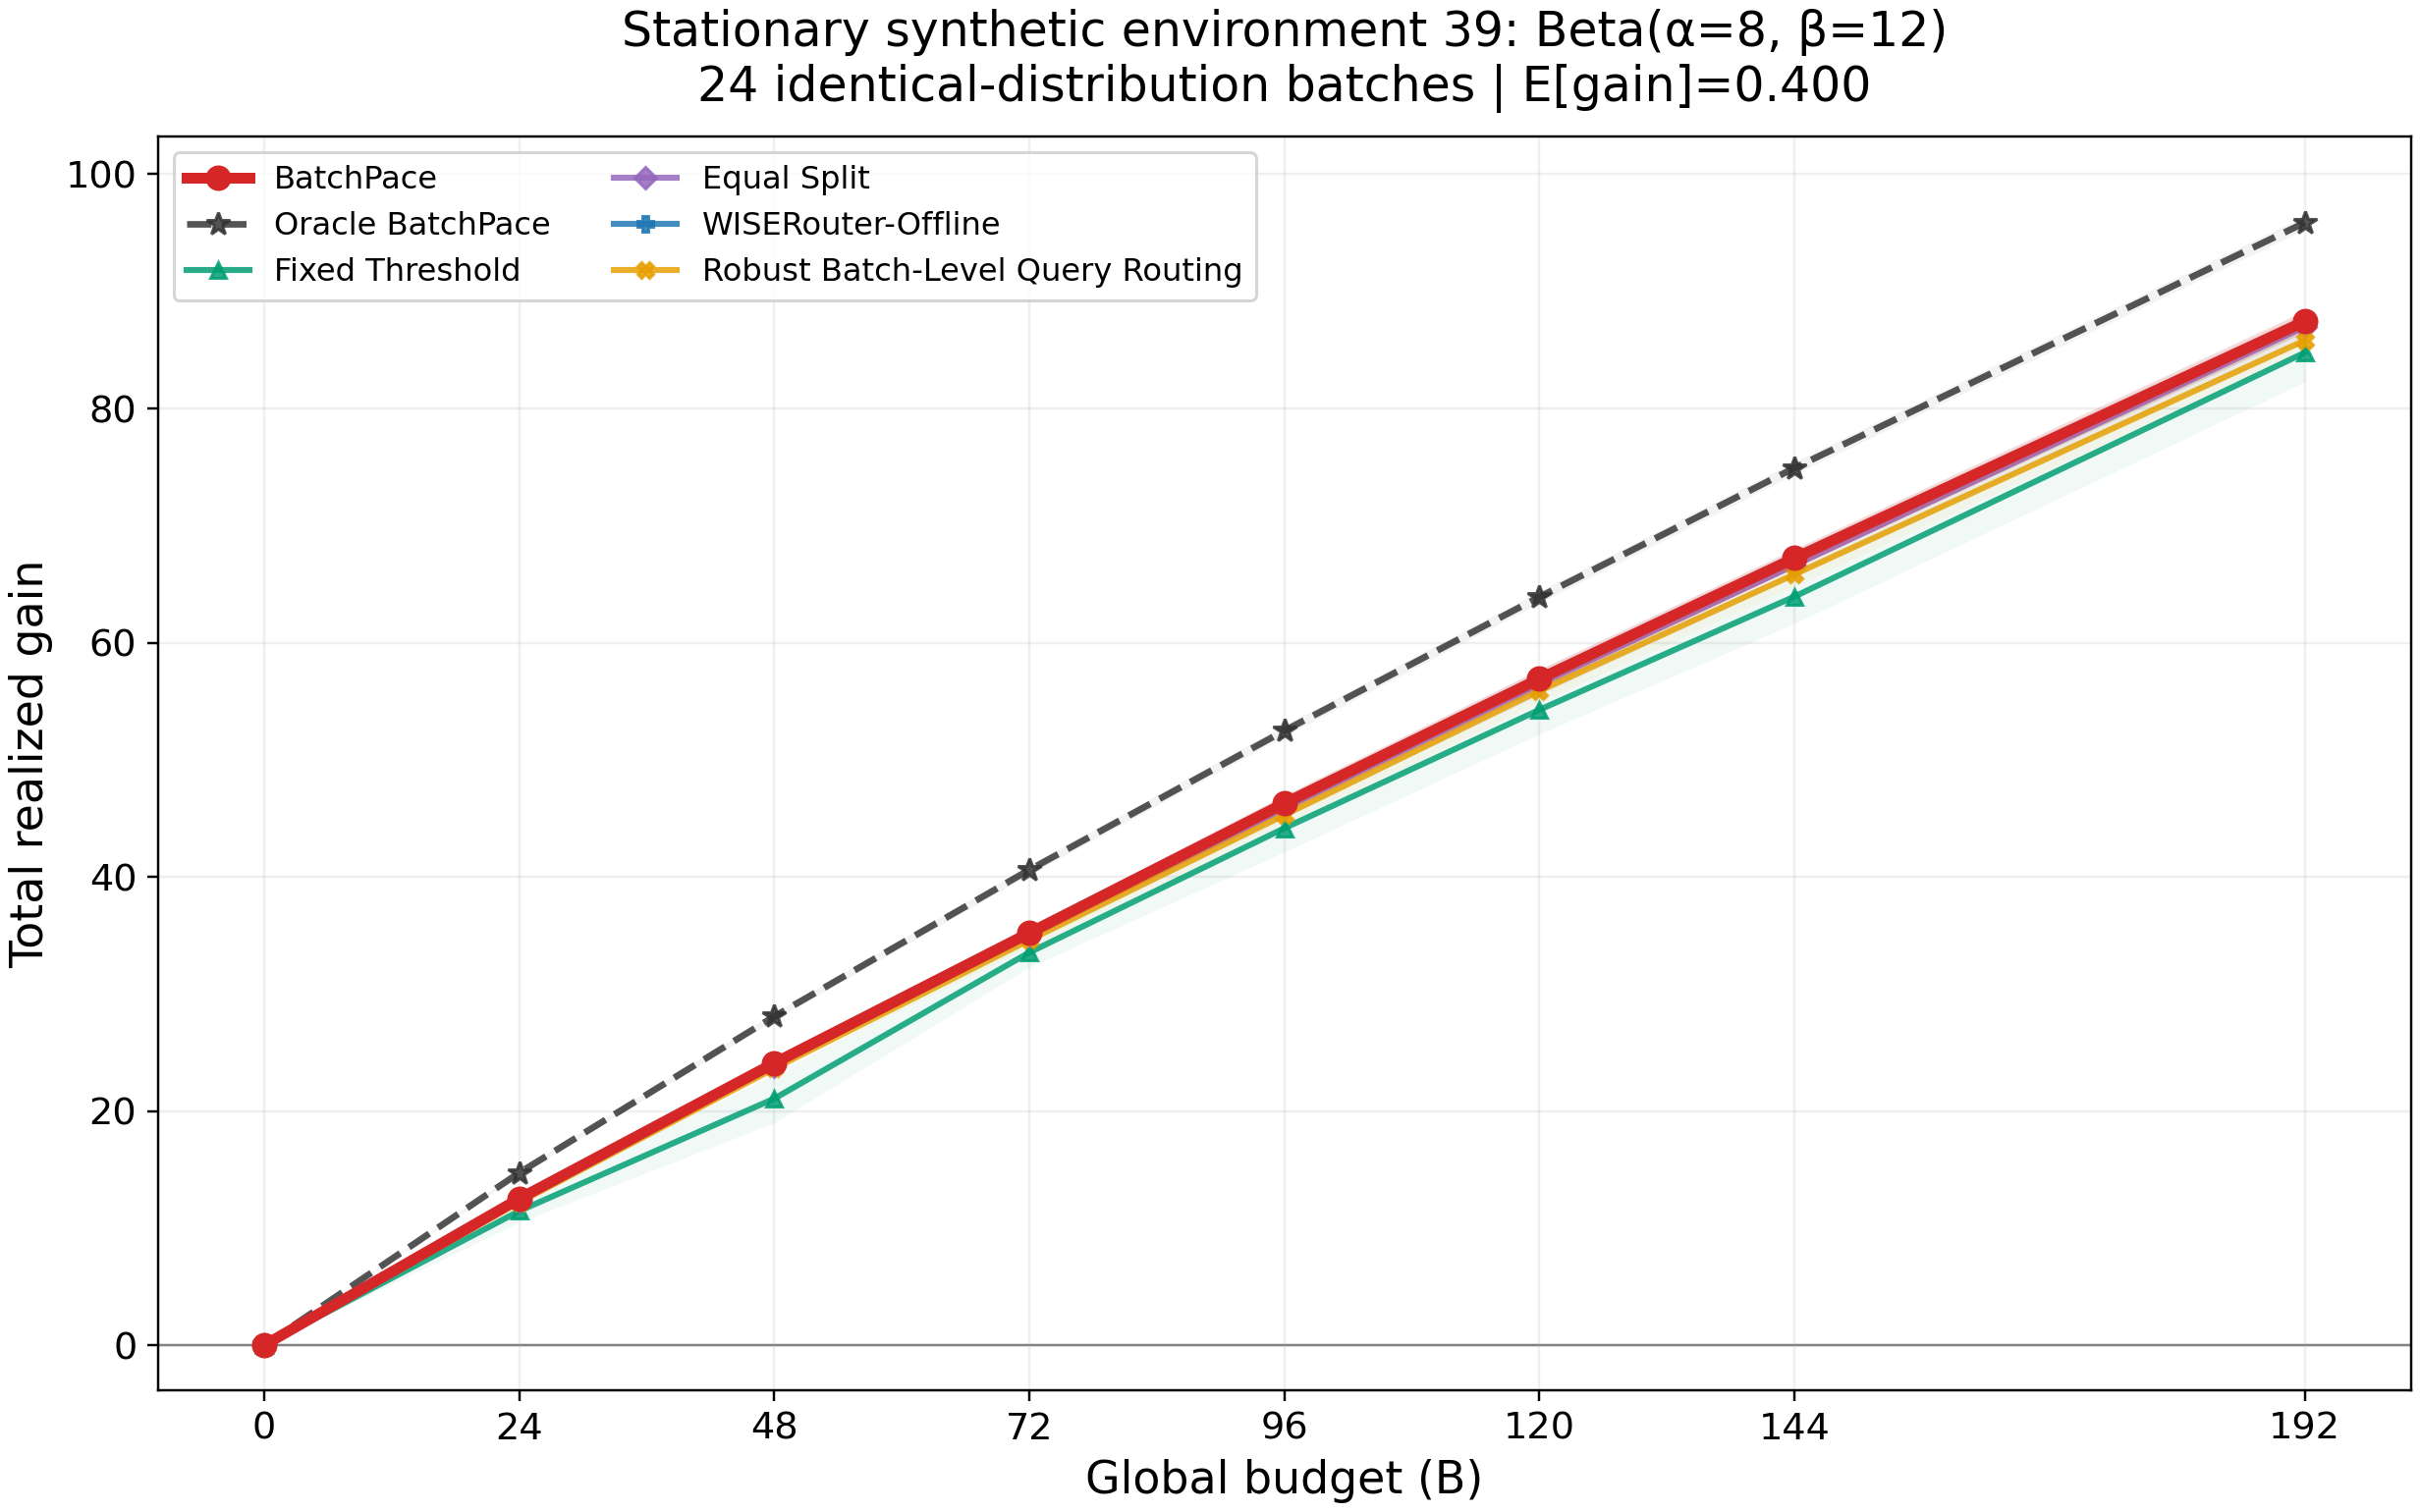 Stationary synthetic environment 39: Beta(α=8, β=12)
24 identical-distribution batches | E[gain]=0.400
BatchPace
Oracle BatchPace
Fixed Threshold
Equal Split
WISERouter-Offline
Robust Batch-Level Query Routing
Total realized gain
100
80
60
40
20
0
0 24 48 72 96 120 144 192
Global budget (B)